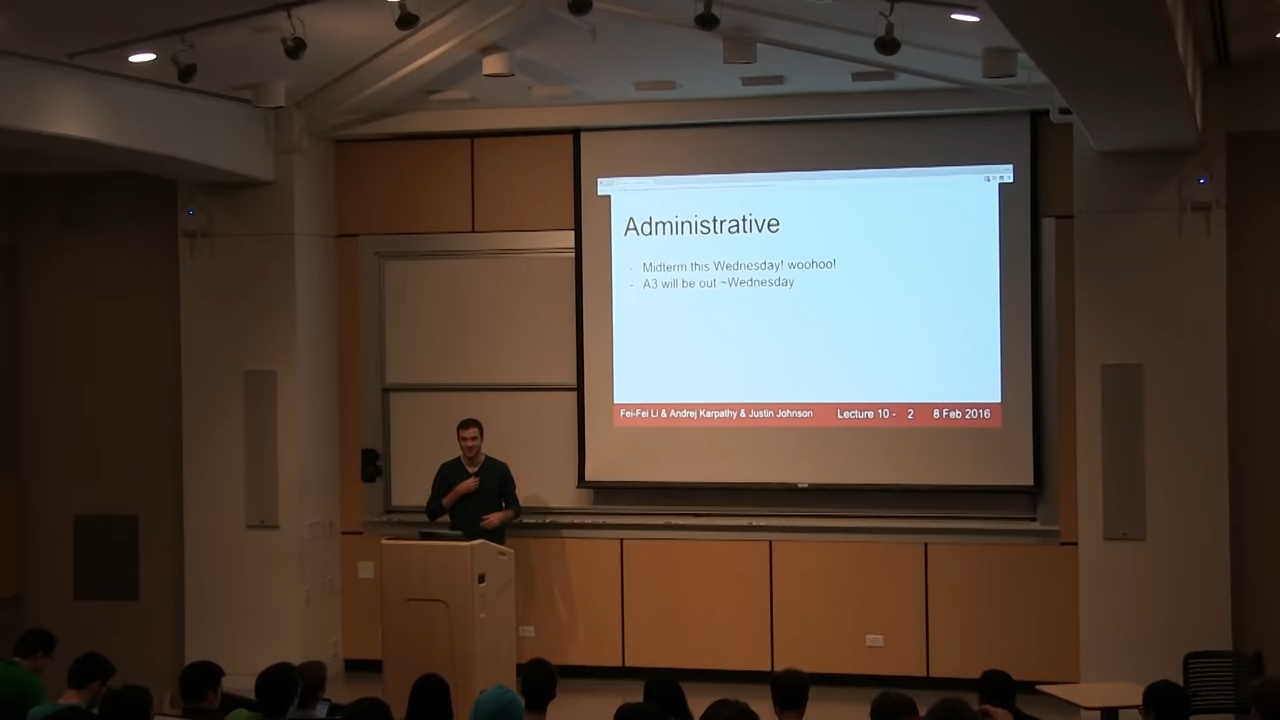 Administrative
- Midterm this Wednesday! woohoo!
- A3 will be out ~Wednesday
Fei-Fei Li & Andrej Karpathy & Justin Johnson Lecture 10 - 2 8 Feb 2016